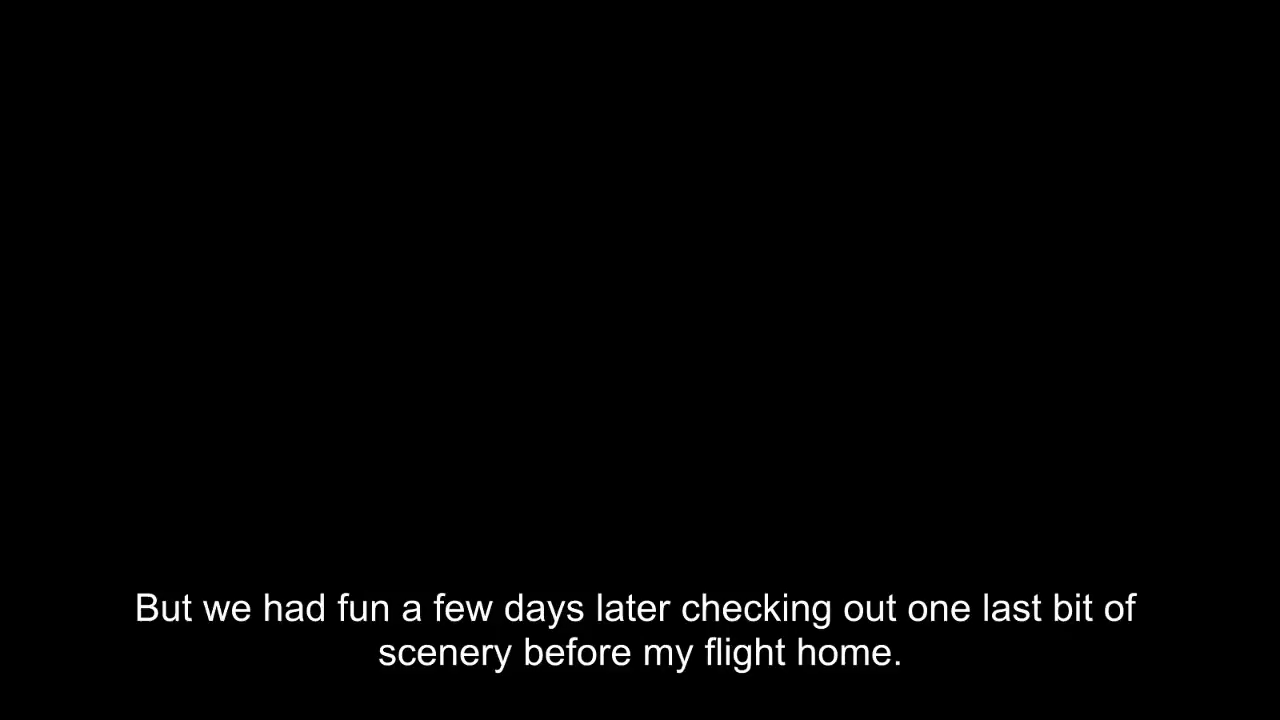 But we had fun a few days later checking out one last bit of
scenery before my flight home.